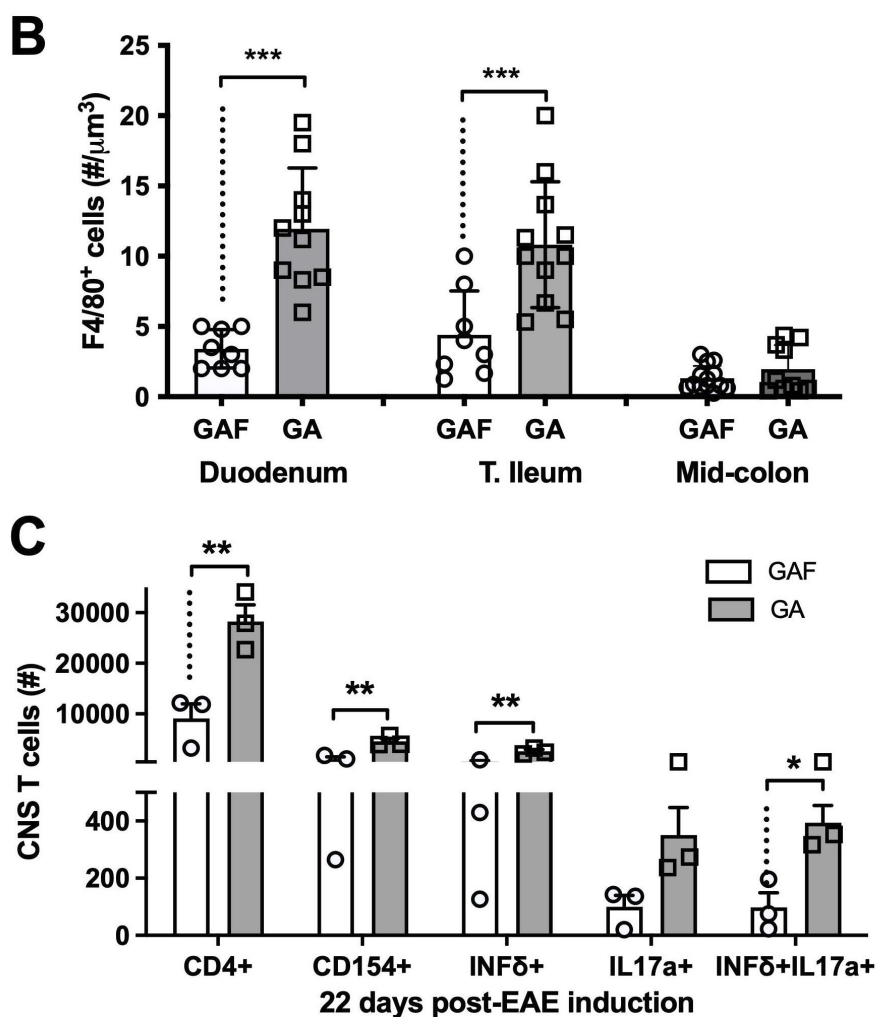 B
25
20
15
10
5
0
F4/80⁺ cells (#/μm³)
***
***
GAF GA GAF GA GAF GA
Duodenum T. Ileum Mid-colon
C
GAF
GA
30000
20000
10000
400
200
0
CNS T cells (#)
**
**
**
*
CD4+ CD154+ INFδ+ IL17a+ INFδ+IL17a+
22 days post-EAE induction